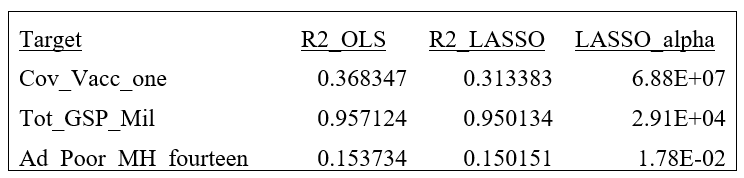 Target R2_OLS R2_LASSO LASSO_alpha
Cov_Vacc_one 0.368347 0.313383 6.88E+07
Tot_GSP_Mil 0.957124 0.950134 2.91E+04
Ad_Poor_MH_fourteen 0.153734 0.150151 1.78E-02